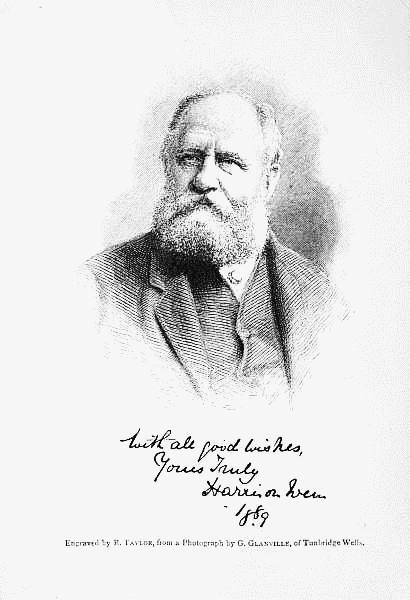 With all good wishes,
Yours Truly
Harrison Weir
1889
Engraved by E. TAYLOR, from a Photograph by G. GLANVILLE, of Tunbridge Wells.